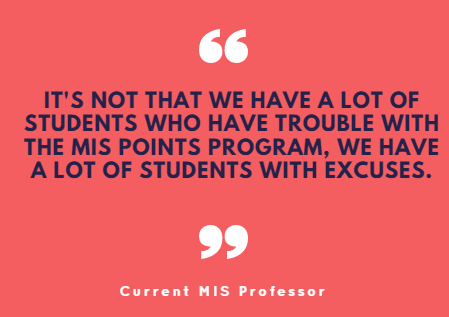 “
IT'S NOT THAT WE HAVE A LOT OF
STUDENTS WHO HAVE TROUBLE WITH
THE MIS POINTS PROGRAM, WE HAVE
A LOT OF STUDENTS WITH EXCUSES.
”
Current MIS Professor